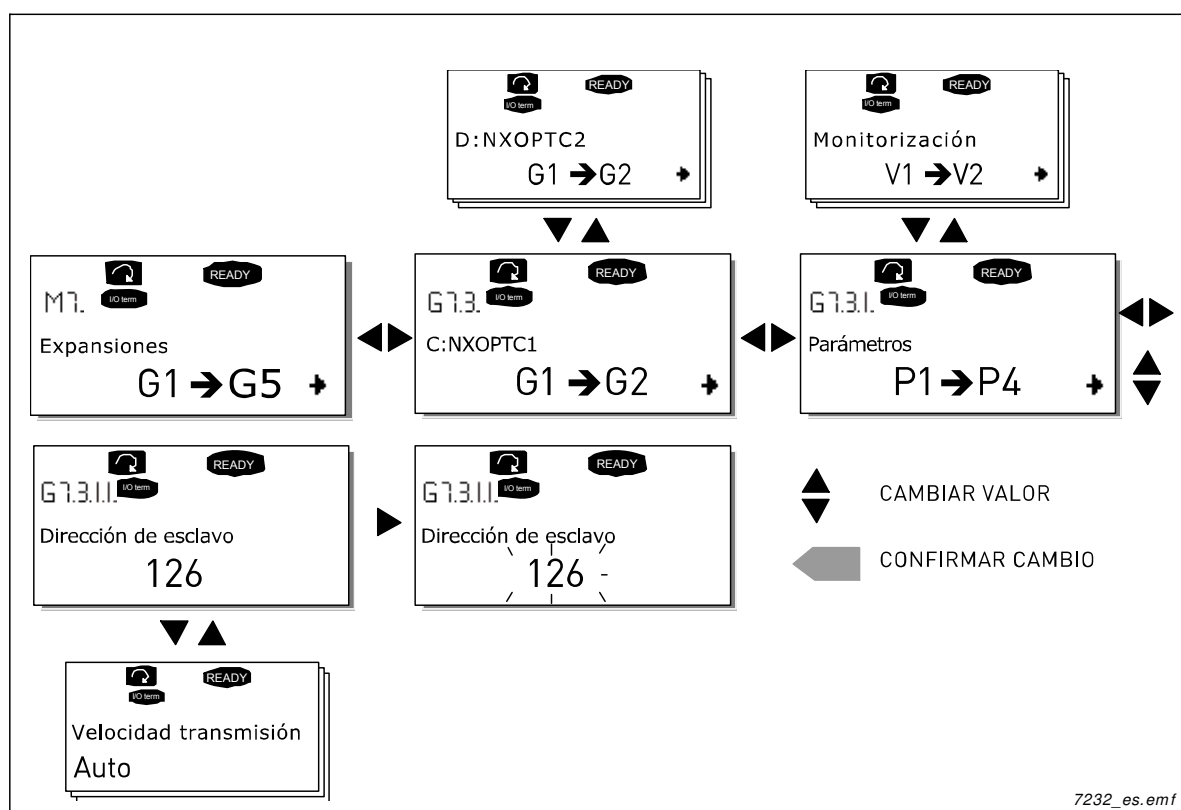 READY
I/O term
D:NXOPTC2
G1 ➔ G2
READY
I/O term
Monitorización
V1 ➔ V2
READY
M7. I/O term
Expansiones
G1 ➔ G5
READY
G7.3. I/O term
C:NXOPTC1
G1 ➔ G2
READY
G7.3.1. I/O term
Parámetros
P1 ➔ P4
READY
G7.3.1.1. I/O term
Dirección de esclavo
126
READY
G7.3.1.1. I/O term
Dirección de esclavo
126
CAMBIAR VALOR
CONFIRMAR CAMBIO
READY
I/O term
Velocidad transmisión
Auto
7232_es.emf